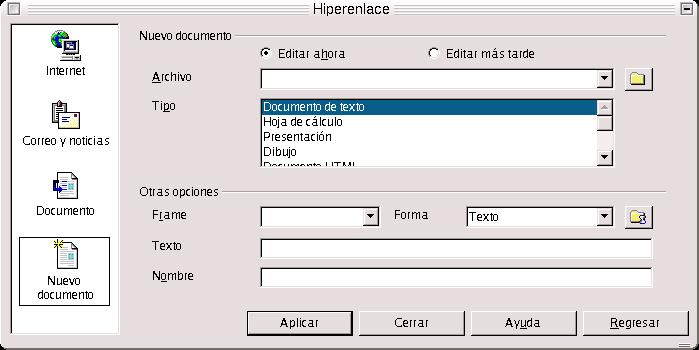 Hiperenlace
Internet
Correo y noticias
Documento
Nuevo
documento
Nuevo documento
Editar ahora
Editar más tarde
Archivo
Tipo
Documento de texto
Hoja de cálculo
Presentación
Dibujo
Documento HTML
Otras opciones
Frame
Forma
Texto
Texto
Nombre
Aplicar
Cerrar
Ayuda
Regresar